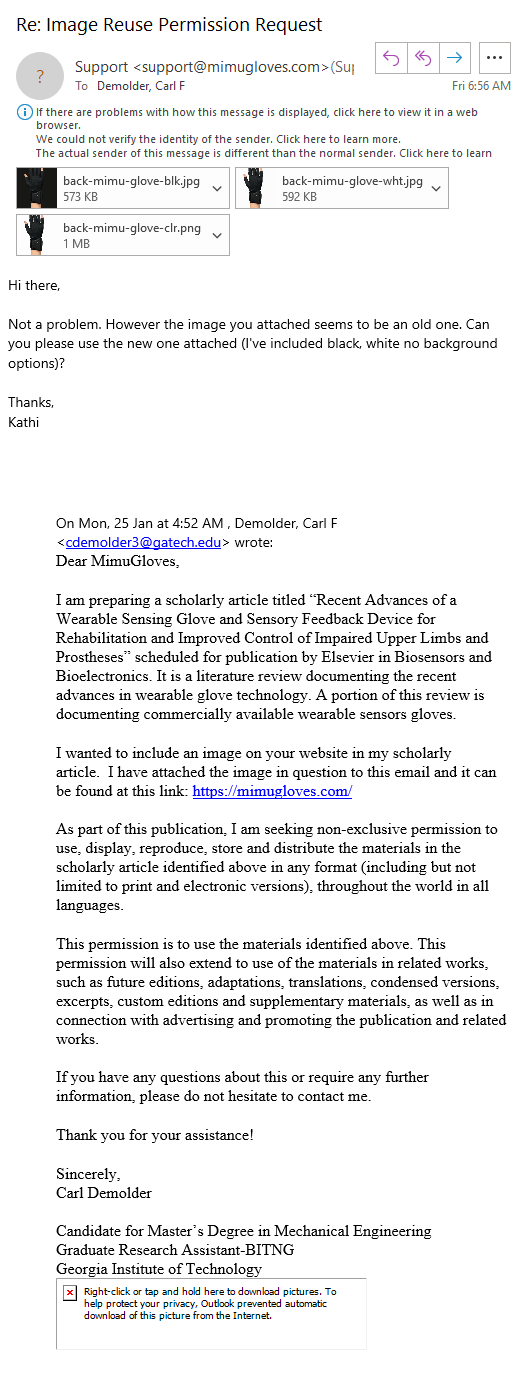 Re: Image Reuse Permission Request
?
Support <support@mimugloves.com>(Sup
To Demolder, Carl F
Fri 6:56 AM
If there are problems with how this message is displayed, click here to view it in a web
browser.
We could not verify the identity of the sender. Click here to learn more.
The actual sender of this message is different than the normal sender. Click here to learn
back-mimu-glove-blk.jpg
573 KB
back-mimu-glove-wht.jpg
592 KB
back-mimu-glove-clr.png
1 MB
Hi there,
Not a problem. However the image you attached seems to be an old one. Can
you please use the new one attached (I've included black, white no background
options)?
Thanks,
Kathi
On Mon, 25 Jan at 4:52 AM , Demolder, Carl F
<cdemolder3@gatech.edu> wrote:
Dear MimuGloves,
I am preparing a scholarly article titled “Recent Advances of a
Wearable Sensing Glove and Sensory Feedback Device for
Rehabilitation and Improved Control of Impaired Upper Limbs and
Prostheses” scheduled for publication by Elsevier in Biosensors and
Bioelectronics. It is a literature review documenting the recent
advances in wearable glove technology. A portion of this review is
documenting commercially available wearable sensors gloves.
I wanted to include an image on your website in my scholarly
article.  I have attached the image in question to this email and it can
be found at this link: https://mimugloves.com/
As part of this publication, I am seeking non-exclusive permission to
use, display, reproduce, store and distribute the materials in the
scholarly article identified above in any format (including but not
limited to print and electronic versions), throughout the world in all
languages.
This permission is to use the materials identified above. This
permission will also extend to use of the materials in related works,
such as future editions, adaptations, translations, condensed versions,
excerpts, custom editions and supplementary materials, as well as in
connection with advertising and promoting the publication and related
works.
If you have any questions about this or require any further
information, please do not hesitate to contact me.
Thank you for your assistance!
Sincerely,
Carl Demolder
Candidate for Master’s Degree in Mechanical Engineering
Graduate Research Assistant-BITNG
Georgia Institute of Technology
Right-click or tap and hold here to download pictures. To
help protect your privacy, Outlook prevented automatic
download of this picture from the Internet.